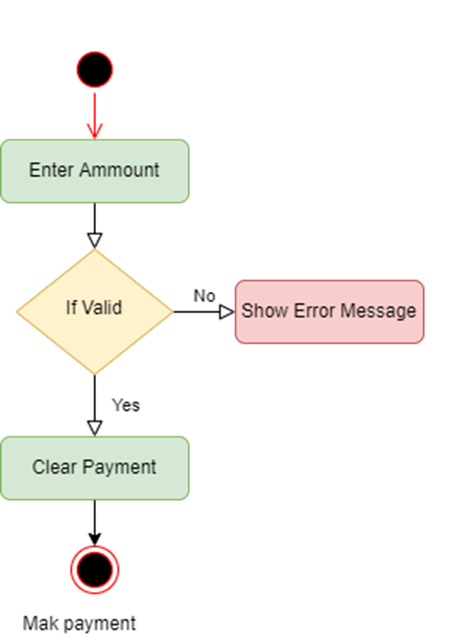 Enter Ammount
If Valid
No
Show Error Message
Yes
Clear Payment
Mak payment